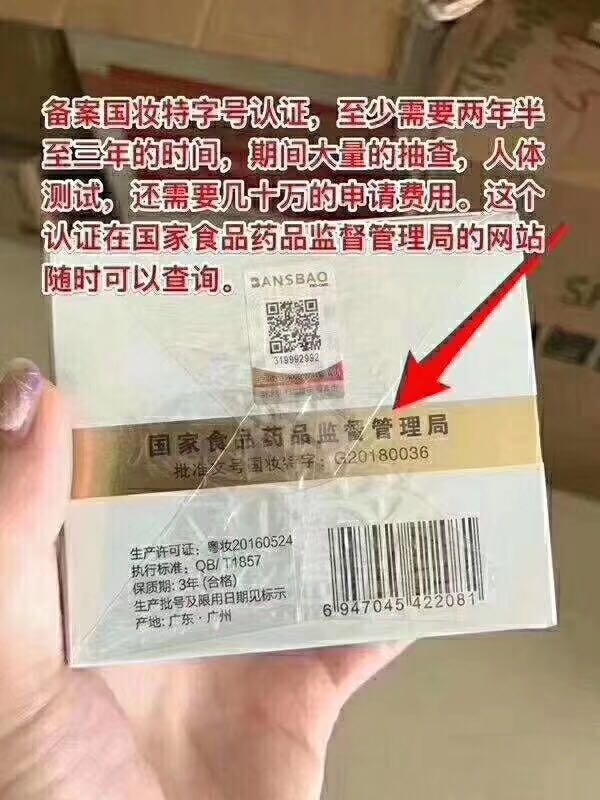 备案国妆特字号认证，至少需要两年半
至三年的时间，期间大量的抽查，人体
测试，还需要几十万的申请费用。这个
认证在国家食品药品监督管理局的网站
随时可以查询。
BANSBAO
319992992
国家食品药品监督管理局
批准文号国妆特字：G20180036
生产许可证：粤妆20160524
执行标准：QB/T1857
保质期：3年(合格)
生产批号及限用日期见标示
产地：广东·广州
6 947045 422081